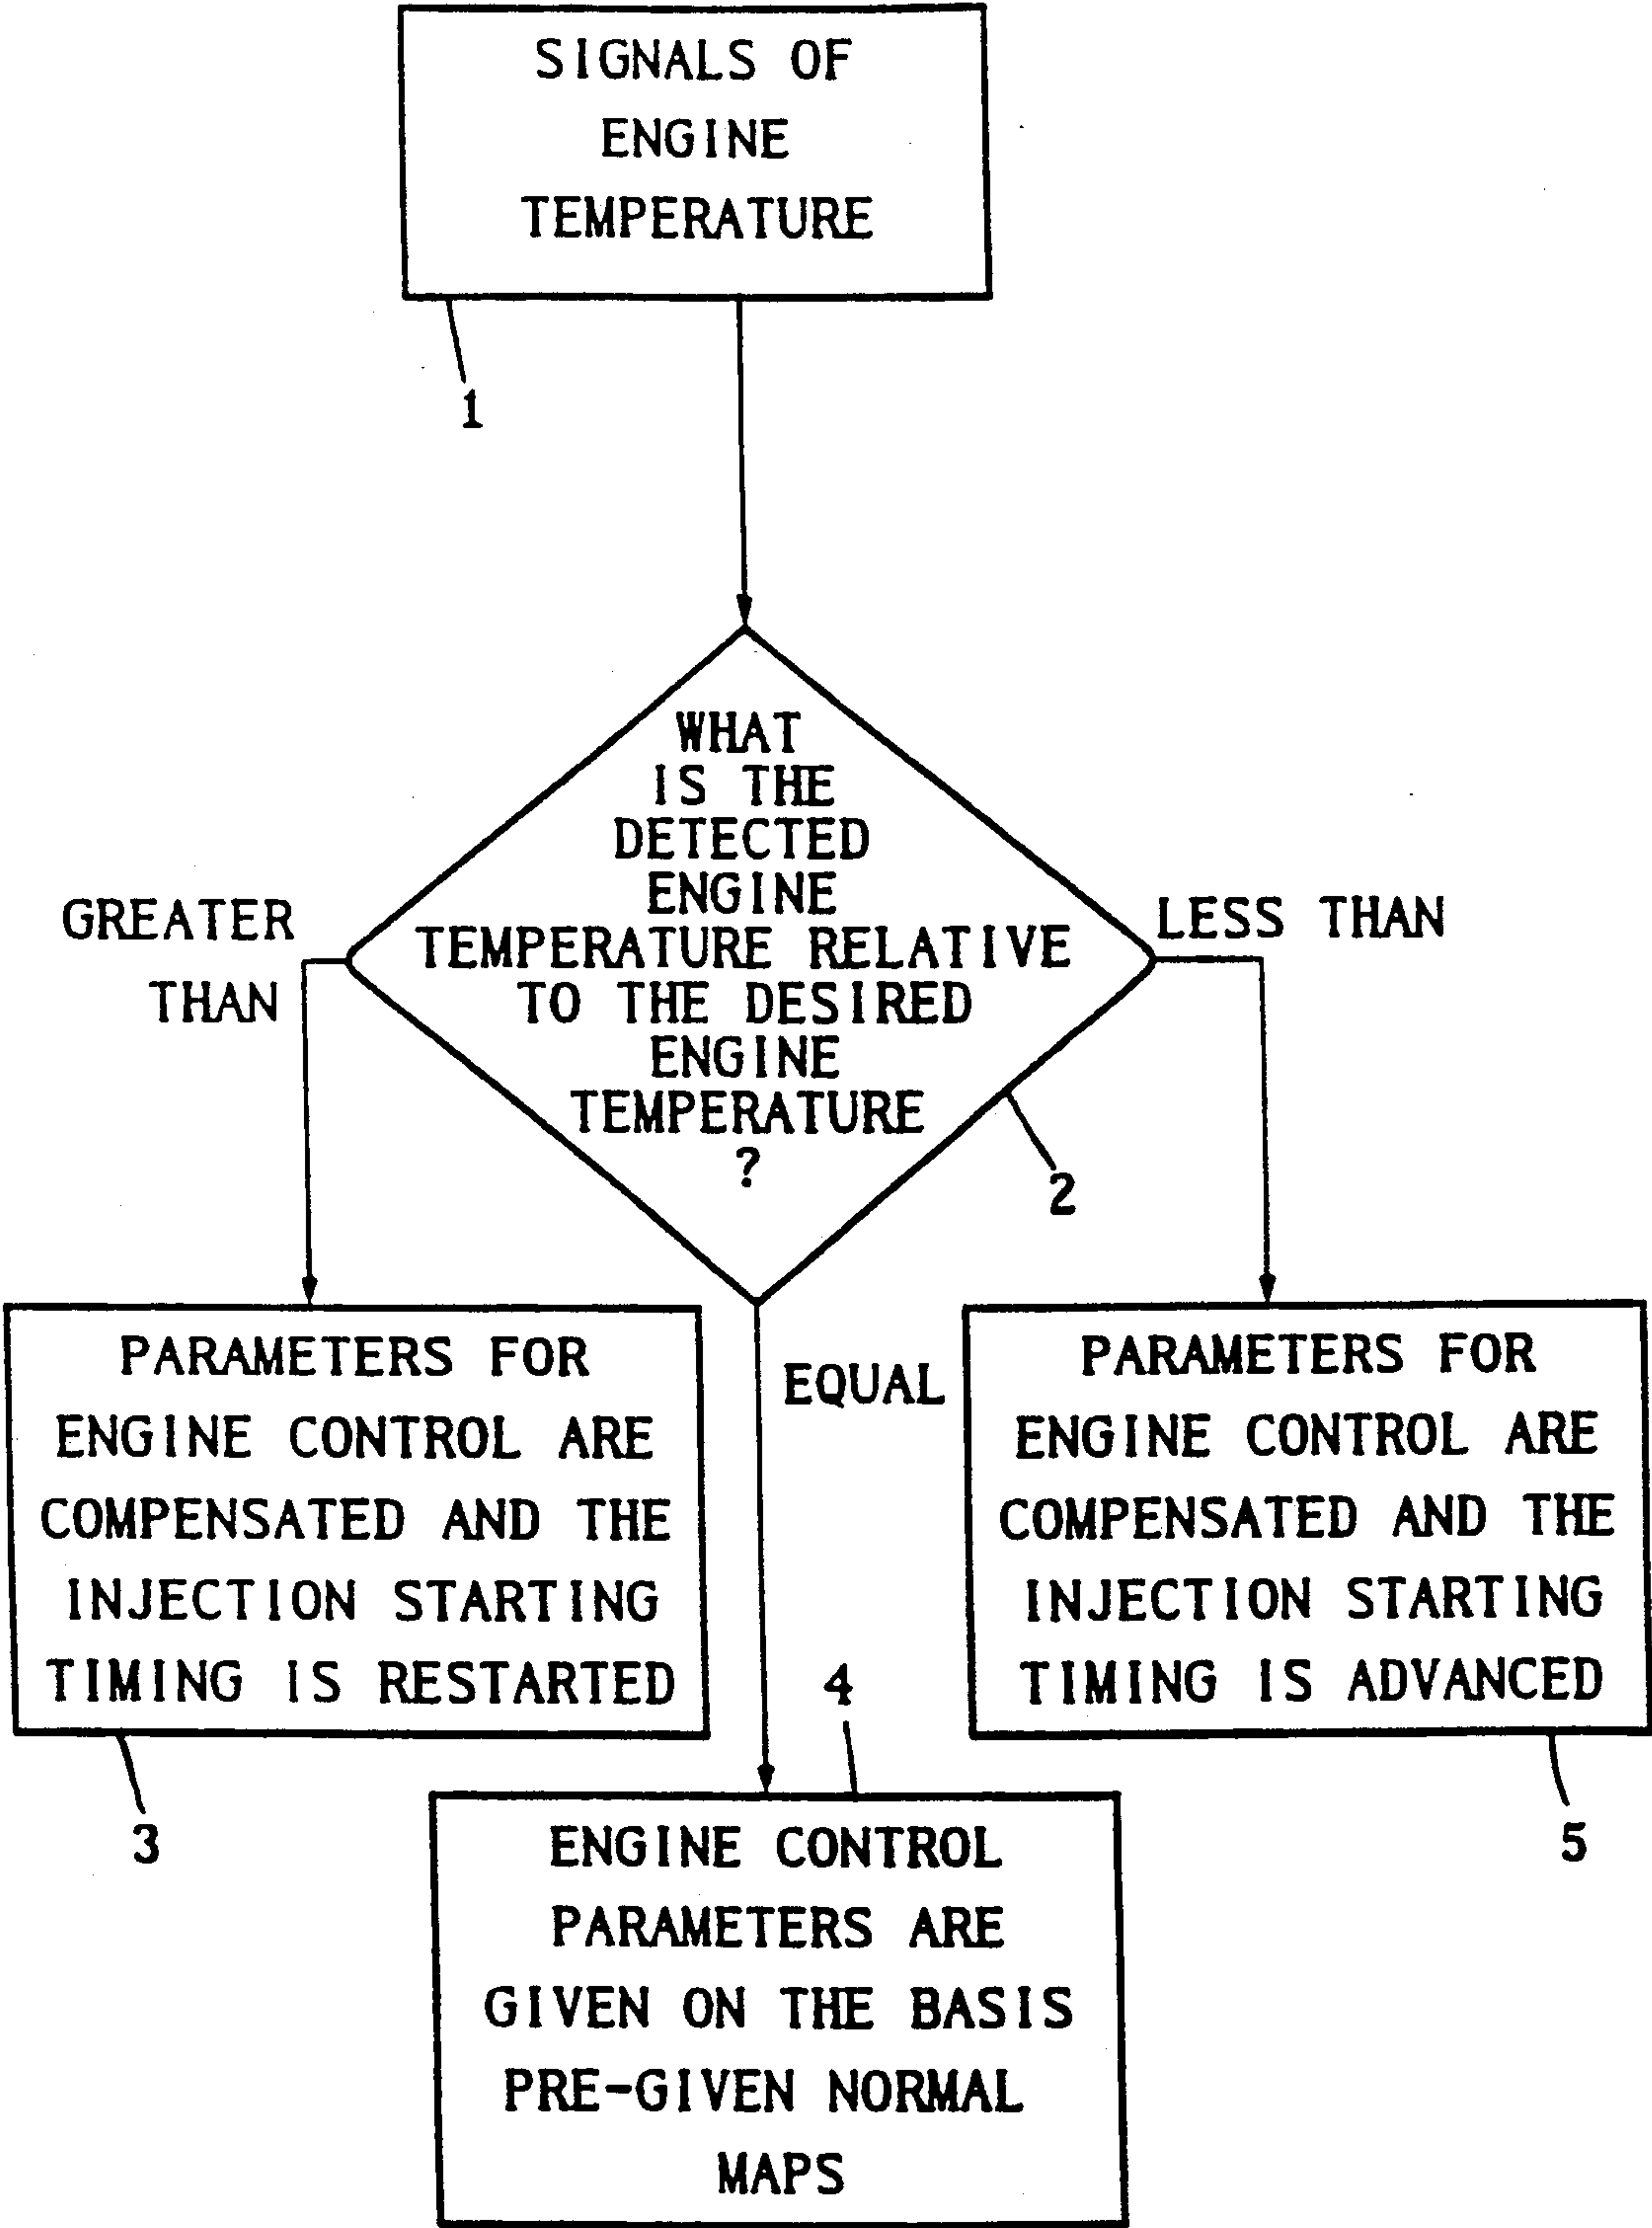 SIGNALS OF
ENGINE
TEMPERATURE
1
WHAT
IS THE
DETECTED
ENGINE
TEMPERATURE RELATIVE
TO THE DESIRED
ENGINE
TEMPERATURE
?
2
GREATER
THAN
LESS THAN
EQUAL
PARAMETERS FOR
ENGINE CONTROL ARE
COMPENSATED AND THE
INJECTION STARTING
TIMING IS RESTARTED
3
PARAMETERS FOR
ENGINE CONTROL ARE
COMPENSATED AND THE
INJECTION STARTING
TIMING IS ADVANCED
5
4
ENGINE CONTROL
PARAMETERS ARE
GIVEN ON THE BASIS
PRE-GIVEN NORMAL
MAPS